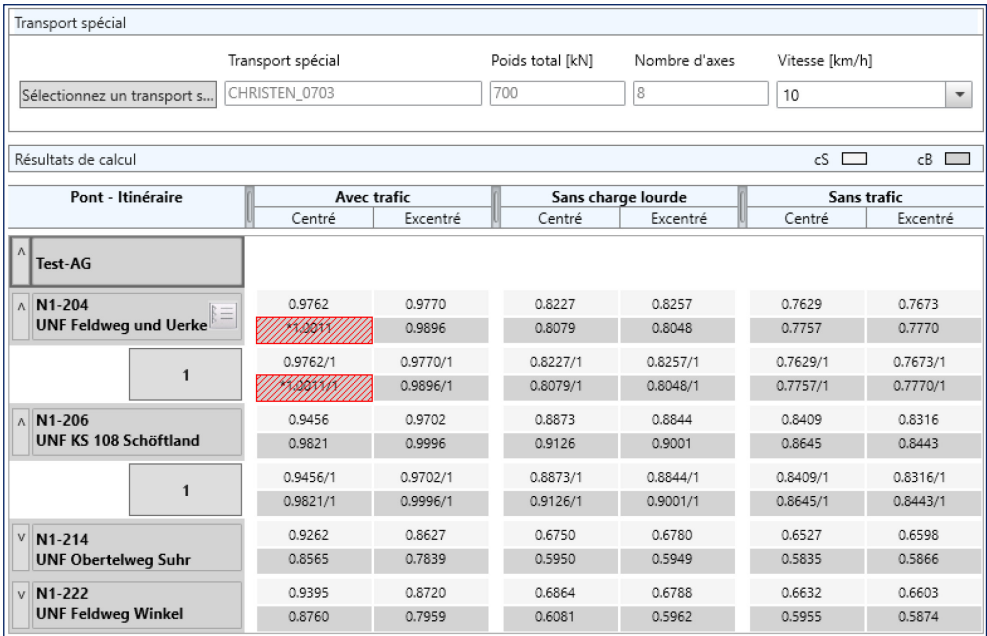 Transport spécial
Transport spécial Poids total [kN] Nombre d'axes Vitesse [km/h]
Sélectionnez un transport s... CHRISTEN_0703 700 8 10
Résultats de calcul cS cB
Pont - Itinéraire Avec trafic Sans charge lourde Sans trafic
Centré Excentré Centré Excentré Centré Excentré
Test-AG
N1-204 0.9762 0.9770 0.8227 0.8257 0.7629 0.7673
UNF Feldweg und Uerke *1.0011 0.9896 0.8079 0.8048 0.7757 0.7770
0.9762/1 0.9770/1 0.8227/1 0.8257/1 0.7629/1 0.7673/1
1
*1.0011/1 0.9896/1 0.8079/1 0.8048/1 0.7757/1 0.7770/1
N1-206 0.9456 0.9702 0.8873 0.8844 0.8409 0.8316
UNF KS 108 Schöftland 0.9821 0.9996 0.9126 0.9001 0.8645 0.8443
0.9456/1 0.9702/1 0.8873/1 0.8844/1 0.8409/1 0.8316/1
1
0.9821/1 0.9996/1 0.9126/1 0.9001/1 0.8645/1 0.8443/1
N1-214 0.9262 0.8627 0.6750 0.6780 0.6527 0.6598
UNF Obertelweg Suhr 0.8565 0.7839 0.5950 0.5949 0.5835 0.5866
N1-222 0.9395 0.8720 0.6864 0.6788 0.6632 0.6603
UNF Feldweg Winkel 0.8760 0.7959 0.6081 0.5962 0.5955 0.5874